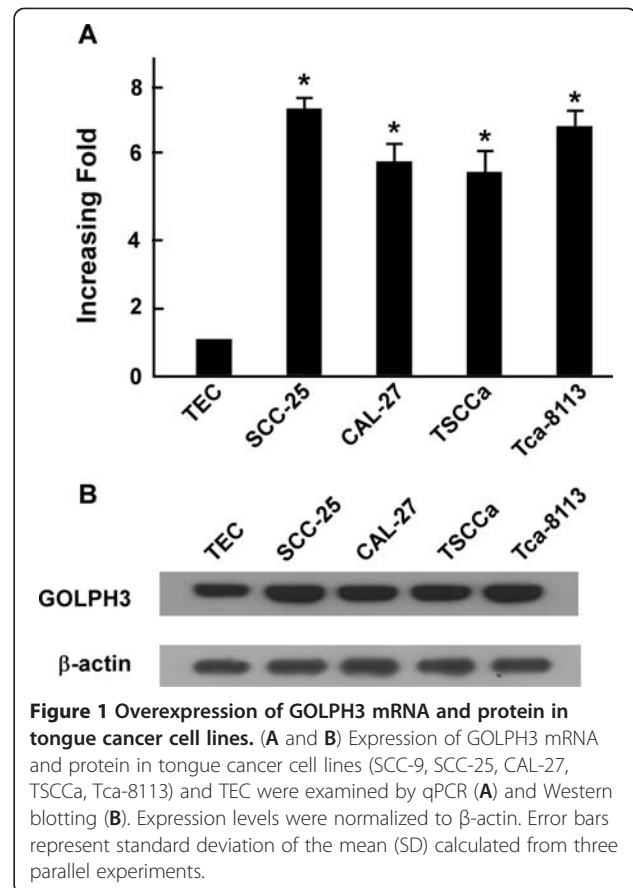 A
Increasing Fold
8
6
4
2
0
* * * *
TEC SCC-25 CAL-27 TSCCa Tca-8113
B
TEC SCC-25 CAL-27 TSCCa Tca-8113
GOLPH3
β-actin
Figure 1 Overexpression of GOLPH3 mRNA and protein in
tongue cancer cell lines. (A and B) Expression of GOLPH3 mRNA
and protein in tongue cancer cell lines (SCC-9, SCC-25, CAL-27,
TSCCa, Tca-8113) and TEC were examined by qPCR (A) and Western
blotting (B). Expression levels were normalized to β-actin. Error bars
represent standard deviation of the mean (SD) calculated from three
parallel experiments.